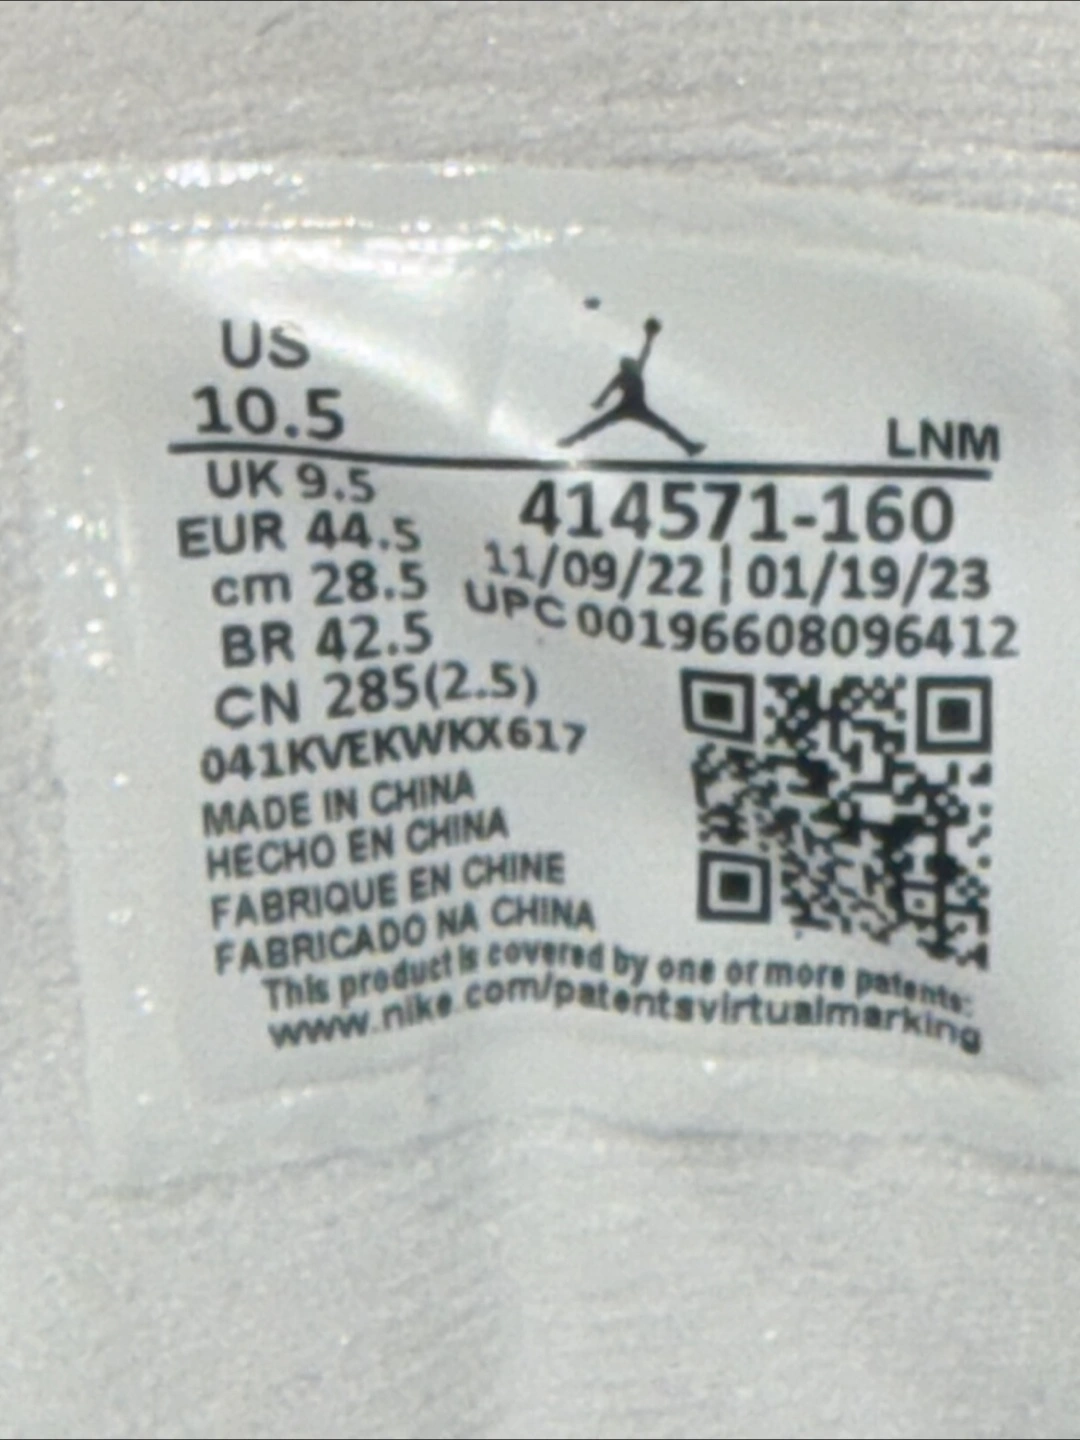 US
10.5
LNM
UK 9.5
EUR 44.5
cm 28.5
BR 42.5
CN 285(2.5)
414571-160
11/09/22 | 01/19/23
UPC 00196608096412
041KVEKWKX617
MADE IN CHINA
HECHO EN CHINA
FABRIQUE EN CHINE
FABRICADO NA CHINA
This product is covered by one or more patents:
www.nike.com/patentsvirtualmarking